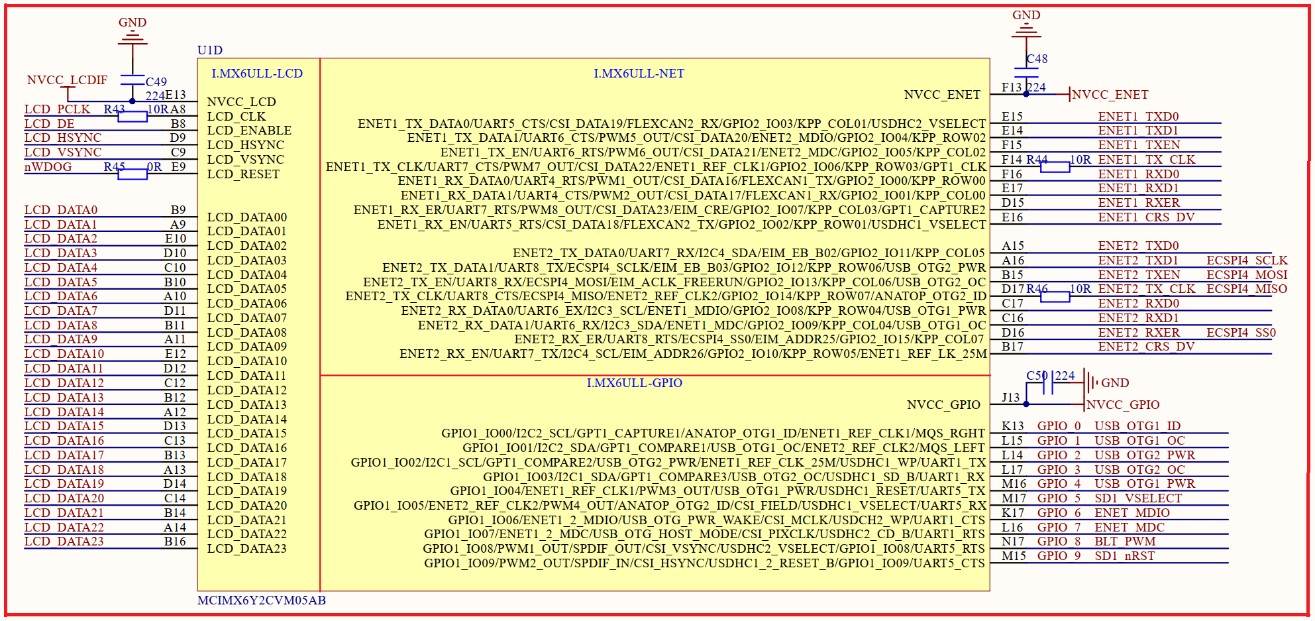 GND
GND
U1D
I.MX6ULL-LCD
I.MX6ULL-NET
C48
NVCC_LCDIF
C49
224
E13
NVCC_LCD
NVCC_ENET
F13
224
NVCC_ENET
LCD_PCLK R43 10R A8 LCD_CLK
LCD_DE B8 LCD_ENABLE
LCD_HSYNC D9 LCD_HSYNC
LCD_VSYNC C9 LCD_VSYNC
nWDOG R45 0R E9 LCD_RESET
LCD_DATA0 B9 LCD_DATA00
LCD_DATA1 A9 LCD_DATA01
LCD_DATA2 E10 LCD_DATA02
LCD_DATA3 D10 LCD_DATA03
LCD_DATA4 C10 LCD_DATA04
LCD_DATA5 B10 LCD_DATA05
LCD_DATA6 A10 LCD_DATA06
LCD_DATA7 D11 LCD_DATA07
LCD_DATA8 B11 LCD_DATA08
LCD_DATA9 A11 LCD_DATA09
LCD_DATA10 E12 LCD_DATA10
LCD_DATA11 D12 LCD_DATA11
LCD_DATA12 C12 LCD_DATA12
LCD_DATA13 B12 LCD_DATA13
LCD_DATA14 A12 LCD_DATA14
LCD_DATA15 D13 LCD_DATA15
LCD_DATA16 C13 LCD_DATA16
LCD_DATA17 B13 LCD_DATA17
LCD_DATA18 A13 LCD_DATA18
LCD_DATA19 D14 LCD_DATA19
LCD_DATA20 C14 LCD_DATA20
LCD_DATA21 B14 LCD_DATA21
LCD_DATA22 A14 LCD_DATA22
LCD_DATA23 B16 LCD_DATA23
ENET1_TX_DATA0/UART5_CTS/CSI_DATA19/FLEXCAN2_RX/GPIO2_IO03/KPP_COL01/USDHC2_VSELECT E15 ENET1_TXD0
ENET1_TX_DATA1/UART6_CTS/PWM5_OUT/CSI_DATA20/ENET2_MDIO/GPIO2_IO04/KPP_ROW02 E14 ENET1_TXD1
ENET1_TX_EN/UART6_RTS/PWM6_OUT/CSI_DATA21/ENET2_MDC/GPIO2_IO05/KPP_COL02 F15 ENET1_TXEN
ENET1_TX_CLK/UART7_CTS/PWM7_OUT/CSI_DATA22/ENET1_REF_CLK1/GPIO2_IO06/KPP_ROW03/GPT1_CLK F14 R44 10R ENET1_TX_CLK
ENET1_RX_DATA0/UART4_RTS/PWM1_OUT/CSI_DATA16/FLEXCAN1_TX/GPIO2_IO00/KPP_ROW00 F16 ENET1_RXD0
ENET1_RX_DATA1/UART4_CTS/PWM2_OUT/CSI_DATA17/FLEXCAN1_RX/GPIO2_IO01/KPP_COL00 E17 ENET1_RXD1
ENET1_RX_ER/UART7_RTS/PWM8_OUT/CSI_DATA23/EIM_CRE/GPIO2_IO07/KPP_COL03/GPT1_CAPTURE2 D15 ENET1_RXER
ENET1_RX_EN/UART5_RTS/CSI_DATA18/FLEXCAN2_TX/GPIO2_IO02/KPP_ROW01/USDHC1_VSELECT E16 ENET1_CRS_DV
ENET2_TX_DATA0/UART7_RX/I2C4_SDA/EIM_EB_B02/GPIO2_IO11/KPP_COL05 A15 ENET2_TXD0
ENET2_TX_DATA1/UART8_TX/ECSPI4_SCLK/EIM_EB_B03/GPIO2_IO12/KPP_ROW06/USB_OTG2_PWR A16 ENET2_TXD1 ECSPI4_SCLK
ENET2_TX_EN/UART8_RX/ECSPI4_MOSI/EIM_ACLK_FREERUN/GPIO2_IO13/KPP_COL06/USB_OTG2_OC B15 ENET2_TXEN ECSPI4_MOSI
ENET2_TX_CLK/UART8_CTS/ECSPI4_MISO/ENET2_REF_CLK2/GPIO2_IO14/KPP_ROW07/ANATOP_OTG2_ID D17 R46 10R ENET2_TX_CLK ECSPI4_MISO
ENET2_RX_DATA0/UART6_EX/I2C3_SCL/ENET1_MDIO/GPIO2_IO08/KPP_ROW04/USB_OTG1_PWR C17 ENET2_RXD0
ENET2_RX_DATA1/UART6_RX/I2C3_SDA/ENET1_MDC/GPIO2_IO09/KPP_COL04/USB_OTG1_OC C16 ENET2_RXD1
ENET2_RX_ER/UART8_RTS/ECSPI4_SS0/EIM_ADDR25/GPIO2_IO15/KPP_COL07 D16 ENET2_RXER ECSPI4_SS0
ENET2_RX_EN/UART7_TX/I2C4_SCL/EIM_ADDR26/GPIO2_IO10/KPP_ROW05/ENET1_REF_LK_25M B17 ENET2_CRS_DV
I.MX6ULL-GPIO
C50 224
GND
NVCC_GPIO J13 NVCC_GPIO
GPIO1_IO00/I2C2_SCL/GPT1_CAPTURE1/ANATOP_OTG1_ID/ENET1_REF_CLK1/MQS_RGHT K13 GPIO_0 USB_OTG1_ID
GPIO1_IO01/I2C2_SDA/GPT1_COMPARE1/USB_OTG1_OC/ENET2_REF_CLK2/MQS_LEFT L15 GPIO_1 USB_OTG1_OC
GPIO1_IO02/I2C1_SCL/GPT1_COMPARE2/USB_OTG2_PWR/ENET1_REF_CLK_25M/USDHC1_WP/UART1_TX L14 GPIO_2 USB_OTG2_PWR
GPIO1_IO03/I2C1_SDA/GPT1_COMPARE3/USB_OTG2_OC/USDHC1_SD_B/UART1_RX L17 GPIO_3 USB_OTG2_OC
GPIO1_IO04/ENET1_REF_CLK1/PWM3_OUT/USB_OTG1_PWR/USDHC1_RESET/UART5_TX M16 GPIO_4 USB_OTG1_PWR
GPIO1_IO05/ENET2_REF_CLK2/PWM4_OUT/ANATOP_OTG2_ID/CSI_FIELD/USDHC1_VSELECT/UART5_RX M17 GPIO_5 SD1_VSELECT
GPIO1_IO06/ENET1_2_MDIO/USB_OTG_PWR_WAKE/CSI_MCLK/USDCH2_WP/UART1_CTS K17 GPIO_6 ENET_MDIO
GPIO1_IO07/ENET1_2_MDC/USB_OTG_HOST_MODE/CSI_PIXCLK/USDHC2_CD_B/UART1_RTS L16 GPIO_7 ENET_MDC
GPIO1_IO08/PWM1_OUT/SPDIF_OUT/CSI_VSYNC/USDHC2_VSELECT/GPIO1_IO08/UART5_RTS N17 GPIO_8 BLT_PWM
GPIO1_IO09/PWM2_OUT/SPDIF_IN/CSI_HSYNC/USDHC1_2_RESET_B/GPIO1_IO09/UART5_CTS M15 GPIO_9 SD1_nRST
MCIMX6Y2CVM05AB